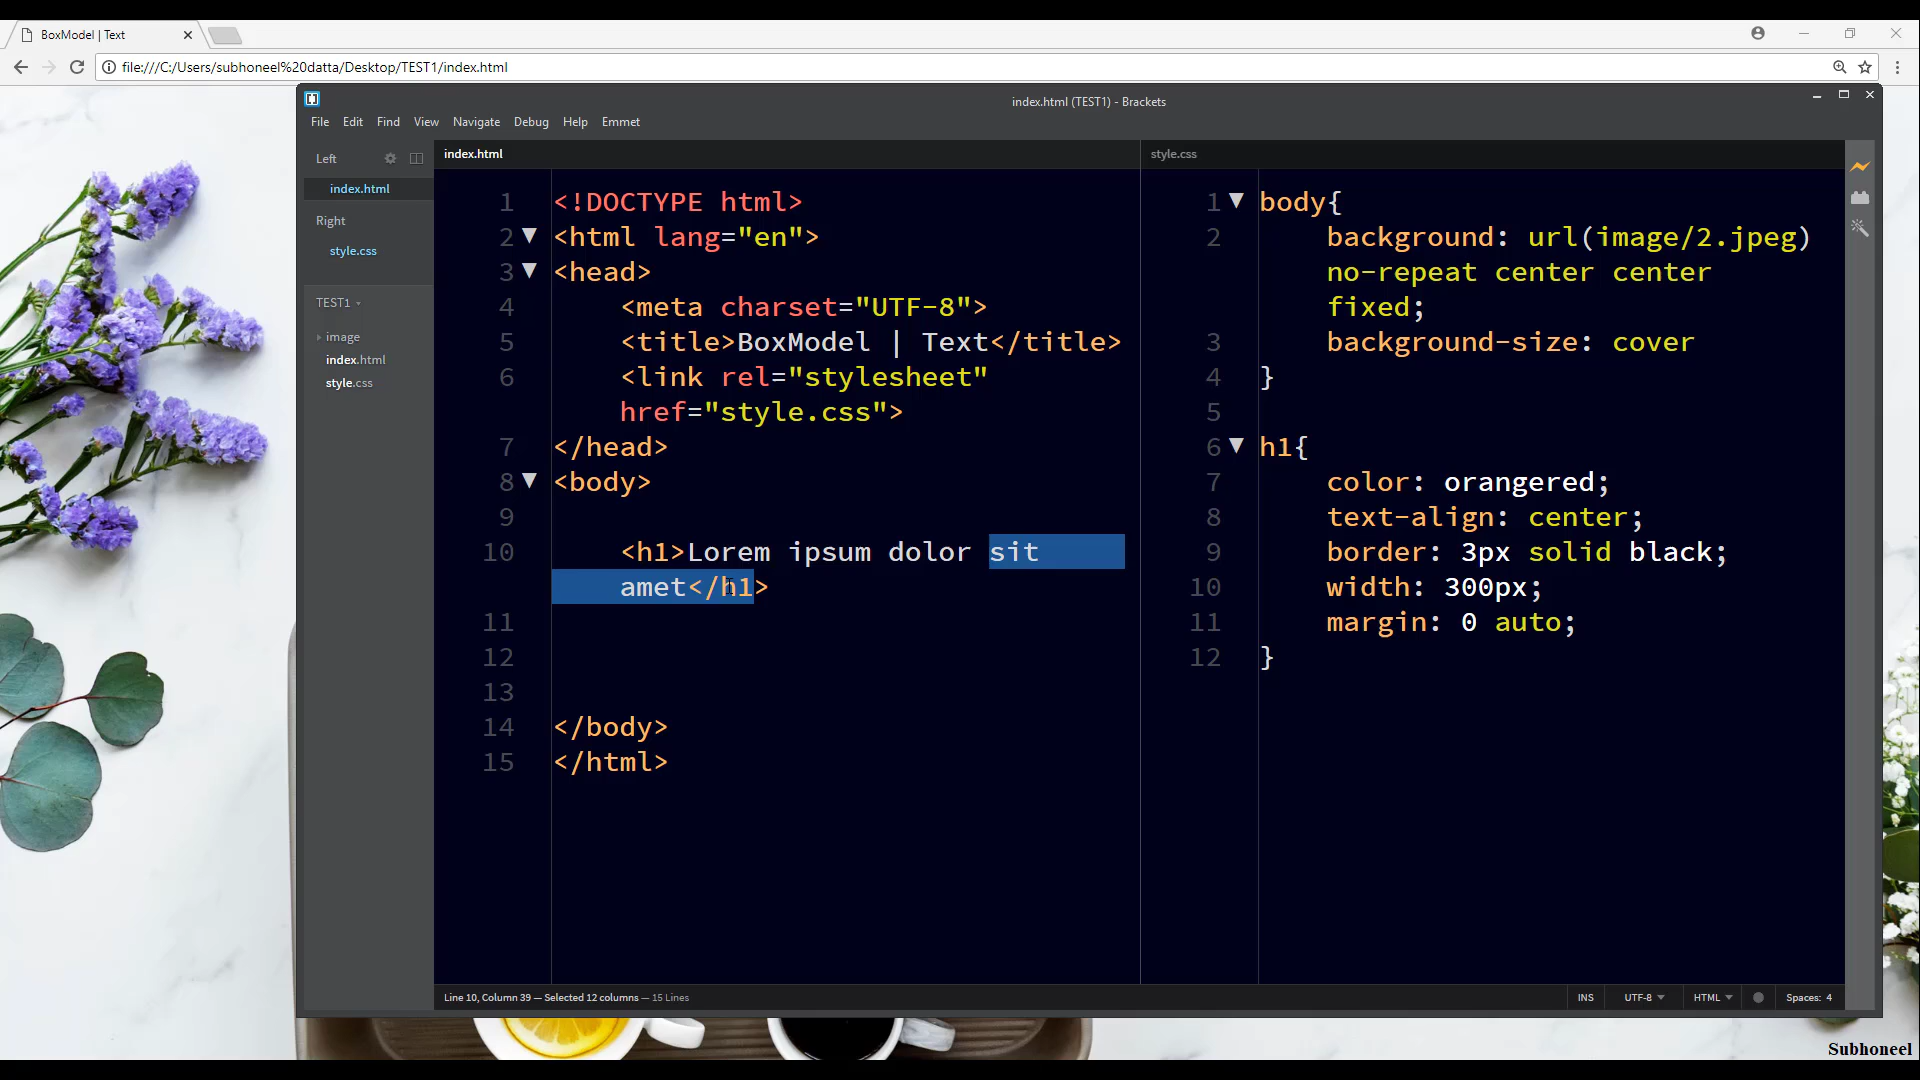 BoxModel | Text
file:///C:/Users/subhoneel%20datta/Desktop/TEST1/index.html
index.html (TEST1) - Brackets
File Edit Find View Navigate Debug Help Emmet
Left
index.html
Right
style.css
TEST1
image
index.html
style.css
index.html
1 <!DOCTYPE html>
2 <html lang="en">
3 <head>
4 <meta charset="UTF-8">
5 <title>BoxModel | Text</title>
6 <link rel="stylesheet"
href="style.css">
7 </head>
8 <body>
9
10 <h1>Lorem ipsum dolor sit
amet</h1>
11
12
13
14 </body>
15 </html>
style.css
1 body{
2 background: url(image/2.jpeg)
no-repeat center center
fixed;
3 background-size: cover
4 }
5
6 h1{
7 color: orangered;
8 text-align: center;
9 border: 3px solid black;
10 width: 300px;
11 margin: 0 auto;
12 }
Line 10, Column 39 — Selected 12 columns — 15 Lines
INS UTF-8 HTML Spaces: 4
Subhoneel